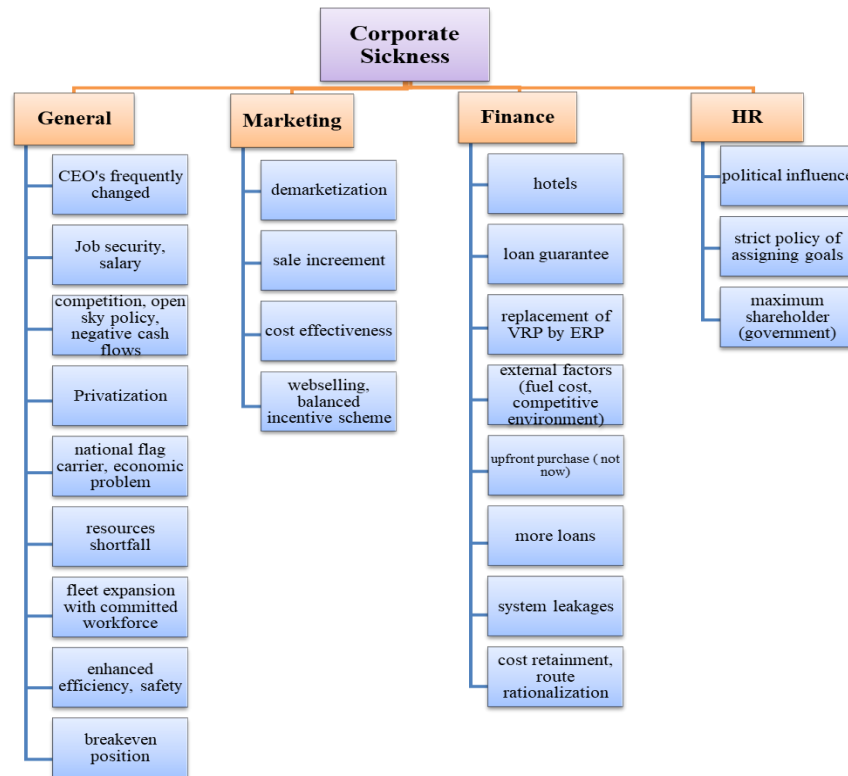 Corporate
Sickness
General
CEO's frequently
changed
Job security,
salary
competition, open
sky policy,
negative cash
flows
Privatization
national flag
carrier, economic
problem
resources
shortfall
fleet expansion
with committed
workforce
enhanced
efficiency, safety
breakeven
position
Marketing
demarketization
sale increement
cost effectiveness
webselling,
balanced
incentive scheme
Finance
hotels
loan guarantee
replacement of
VRP by ERP
external factors
(fuel cost,
competitive
environment)
upfront purchase ( not
now)
more loans
system leakages
cost retainment,
route
rationalization
HR
political influence
strict policy of
assigning goals
maximum
shareholder
(government)